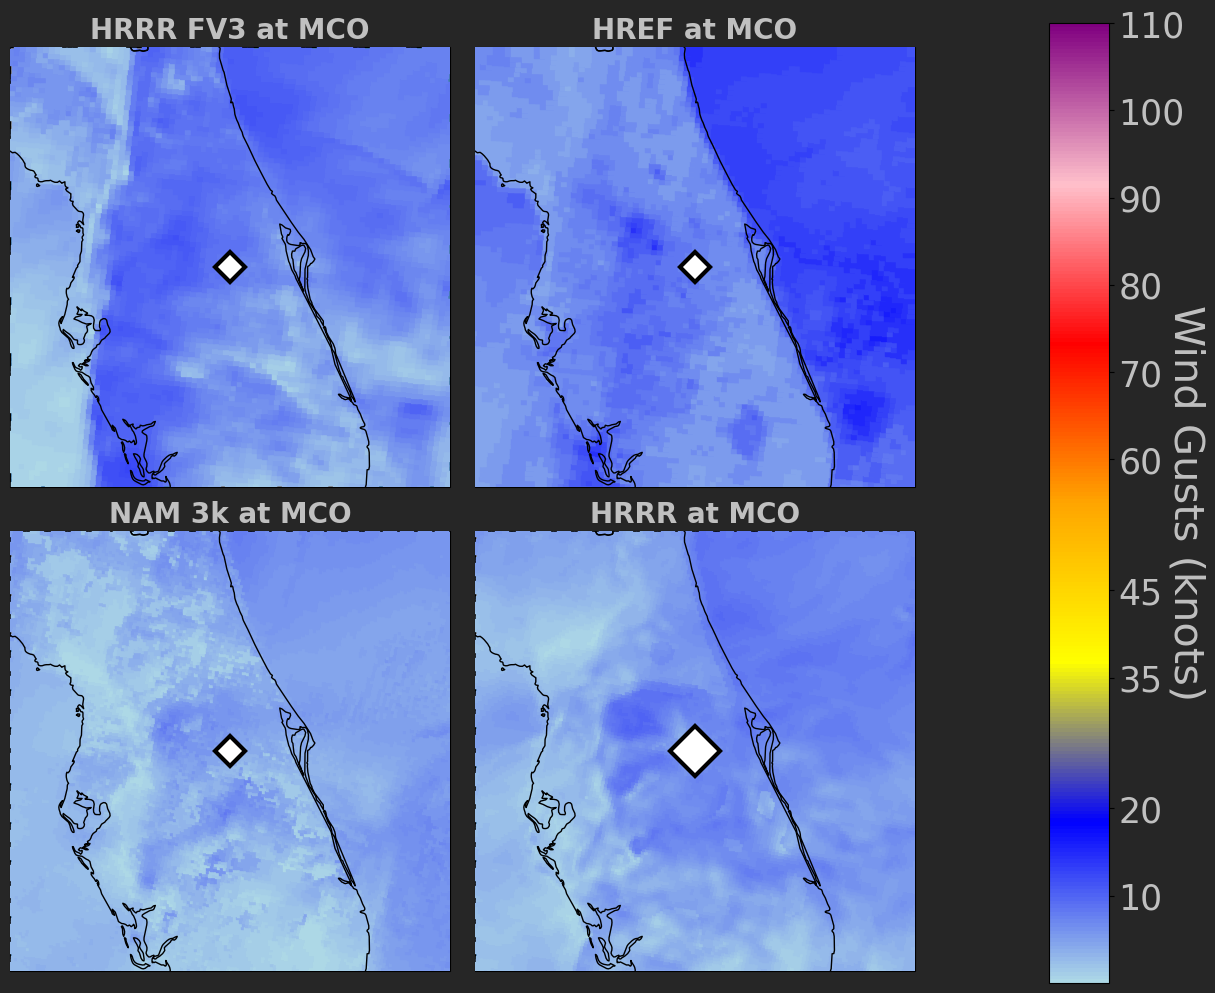 HRRR FV3 at MCO
HREF at MCO
NAM 3k at MCO
HRRR at MCO
110
100
90
80
70
60
45
35
20
10
Wind Gusts (knots)